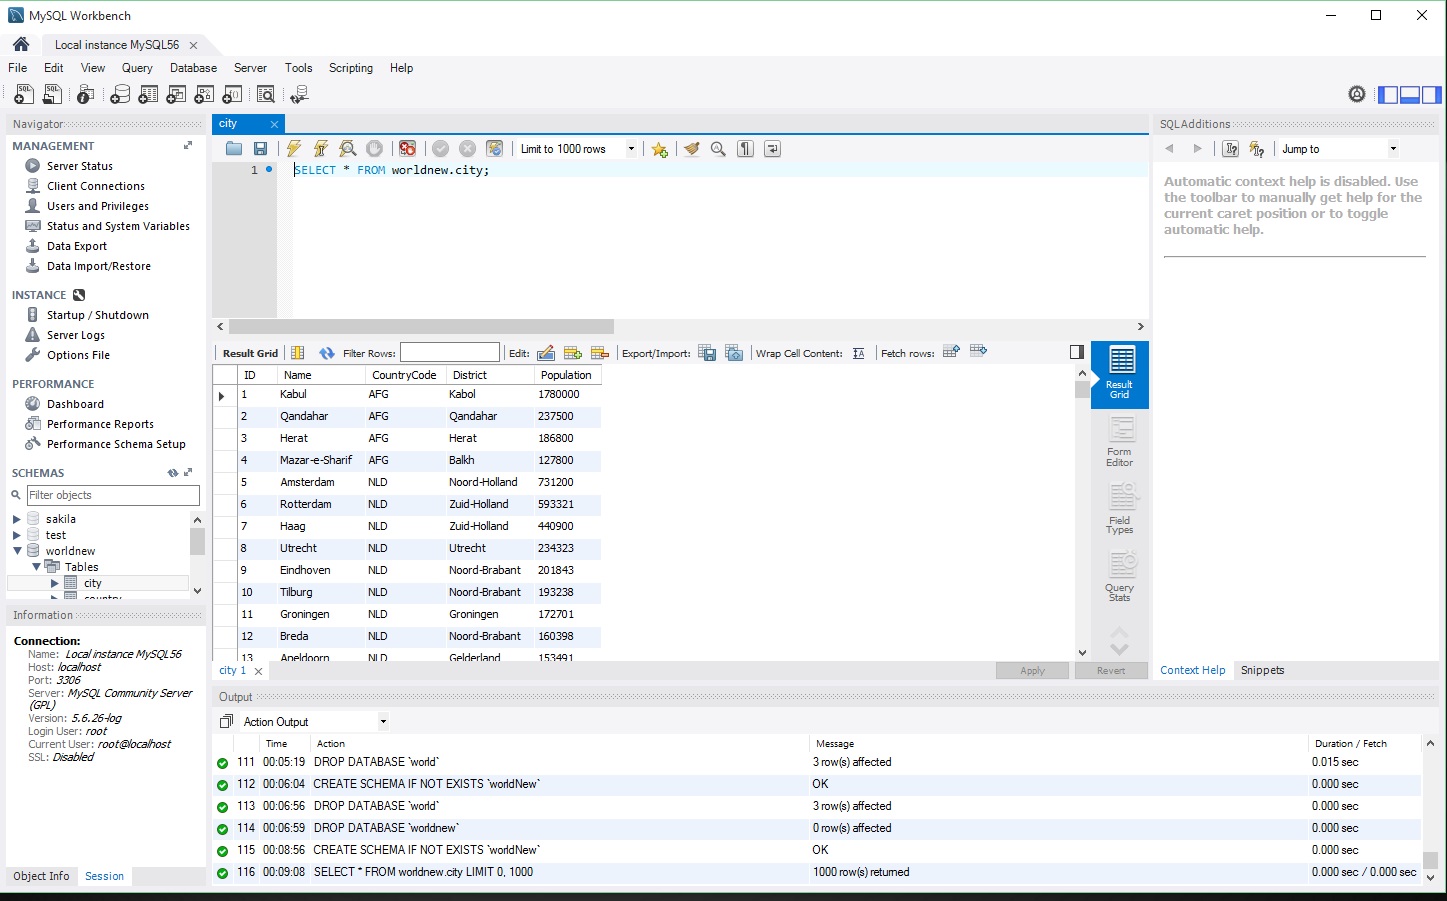 MySQL Workbench
Local instance MySQL56
File Edit View Query Database Server Tools Scripting Help
Navigator
MANAGEMENT
Server Status
Client Connections
Users and Privileges
Status and System Variables
Data Export
Data Import/Restore
INSTANCE
Startup / Shutdown
Server Logs
Options File
PERFORMANCE
Dashboard
Performance Reports
Performance Schema Setup
SCHEMAS
Filter objects
sakila
test
worldnew
Tables
city
country
Information
Connection:
Name: Local instance MySQL56
Host: localhost
Port: 3306
Server: MySQL Community Server
(GPL)
Version: 5.6.26-log
Login User: root
Current User: root@localhost
SSL: Disabled
Object Info Session
city
Limit to 1000 rows
1 SELECT * FROM worldnew.city;
Result Grid Filter Rows: Edit: Export/Import: Wrap Cell Content: Fetch rows:
ID Name CountryCode District Population
1 Kabul AFG Kabol 1780000
2 Qandahar AFG Qandahar 237500
3 Herat AFG Herat 186800
4 Mazar-e-Sharif AFG Balkh 127800
5 Amsterdam NLD Noord-Holland 731200
6 Rotterdam NLD Zuid-Holland 593321
7 Haag NLD Zuid-Holland 440900
8 Utrecht NLD Utrecht 234323
9 Eindhoven NLD Noord-Brabant 201843
10 Tilburg NLD Noord-Brabant 193238
11 Groningen NLD Groningen 172701
12 Breda NLD Noord-Brabant 160398
13 Apeldoorn NLD Gelderland 153491
Result
Grid
Form
Editor
Field
Types
Query
Stats
city 1
Apply Revert
SQLAdditions
Jump to
Automatic context help is disabled. Use
the toolbar to manually get help for the
current caret position or to toggle
automatic help.
Context Help Snippets
Output
Action Output
Time Action Message Duration / Fetch
111 00:05:19 DROP DATABASE `world` 3 row(s) affected 0.015 sec
112 00:06:04 CREATE SCHEMA IF NOT EXISTS `worldNew` OK 0.000 sec
113 00:06:56 DROP DATABASE `world` 3 row(s) affected 0.000 sec
114 00:06:59 DROP DATABASE `worldnew` 0 row(s) affected 0.000 sec
115 00:08:56 CREATE SCHEMA IF NOT EXISTS `worldNew` OK 0.000 sec
116 00:09:08 SELECT * FROM worldnew.city LIMIT 0, 1000 1000 row(s) returned 0.000 sec / 0.000 sec